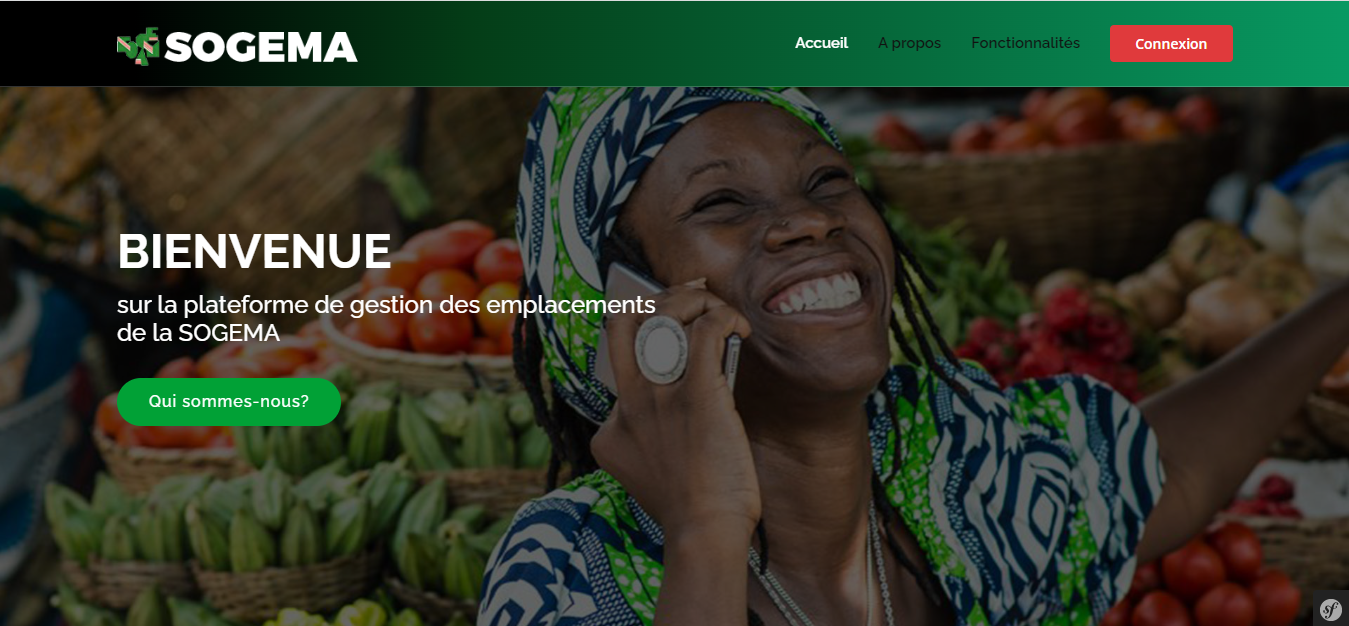 SOGEMA
Accueil
A propos
Fonctionnalités
Connexion
BIENVENUE
sur la plateforme de gestion des emplacements
de la SOGEMA
Qui sommes-nous?
sf